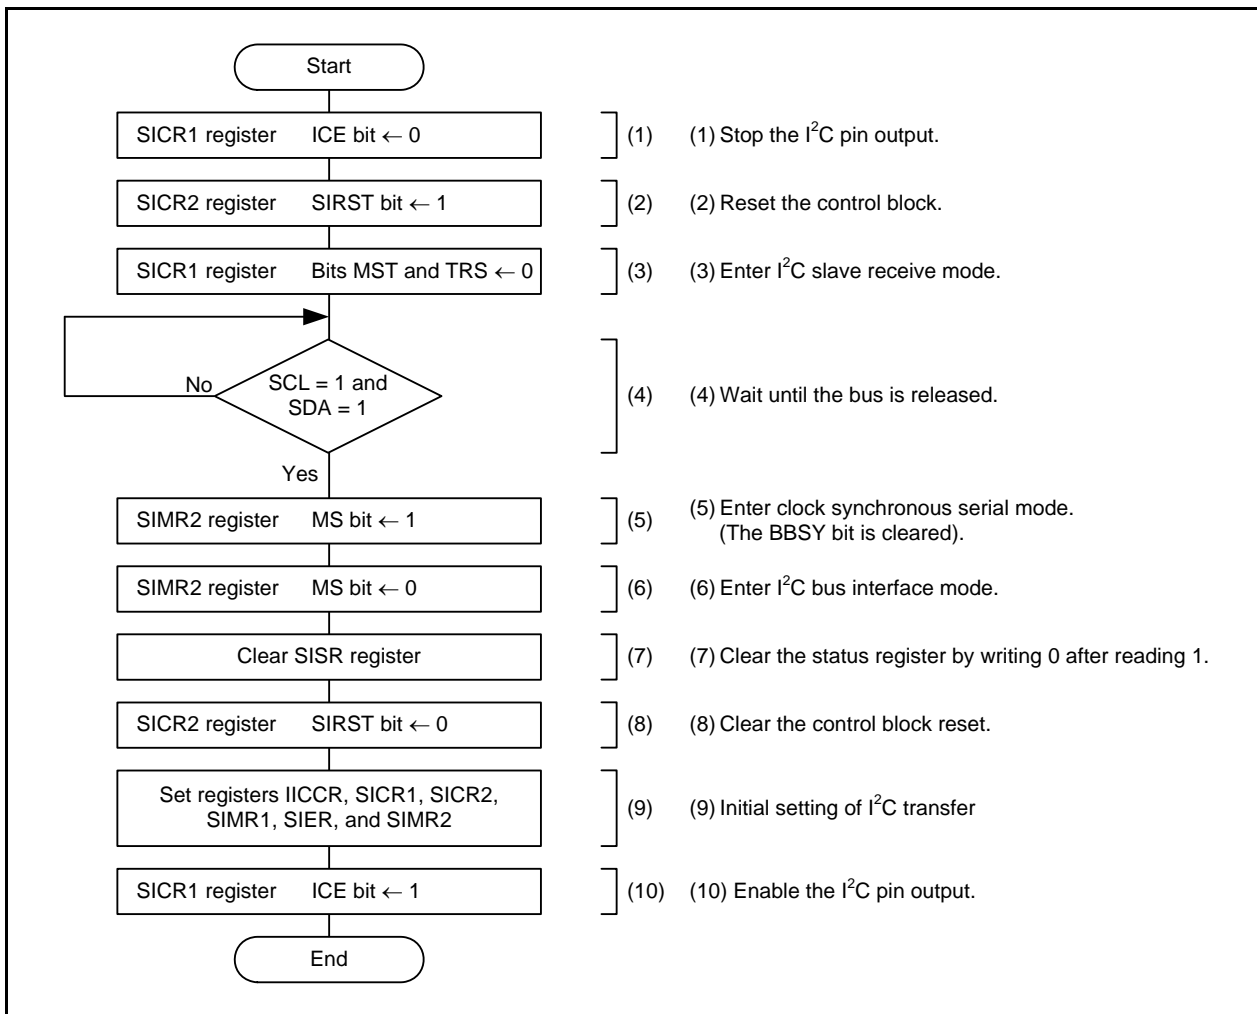 Start
SICR1 register ICE bit ← 0 (1) (1) Stop the I²C pin output.
SICR2 register SIRST bit ← 1 (2) (2) Reset the control block.
SICR1 register Bits MST and TRS ← 0 (3) (3) Enter I²C slave receive mode.
No
SCL = 1 and
SDA = 1
(4) (4) Wait until the bus is released.
Yes
SIMR2 register MS bit ← 1 (5) (5) Enter clock synchronous serial mode.
(The BBSY bit is cleared).
SIMR2 register MS bit ← 0 (6) (6) Enter I²C bus interface mode.
Clear SISR register (7) (7) Clear the status register by writing 0 after reading 1.
SICR2 register SIRST bit ← 0 (8) (8) Clear the control block reset.
Set registers IICCR, SICR1, SICR2,
SIMR1, SIER, and SIMR2
(9) (9) Initial setting of I²C transfer
SICR1 register ICE bit ← 1 (10) (10) Enable the I²C pin output.
End